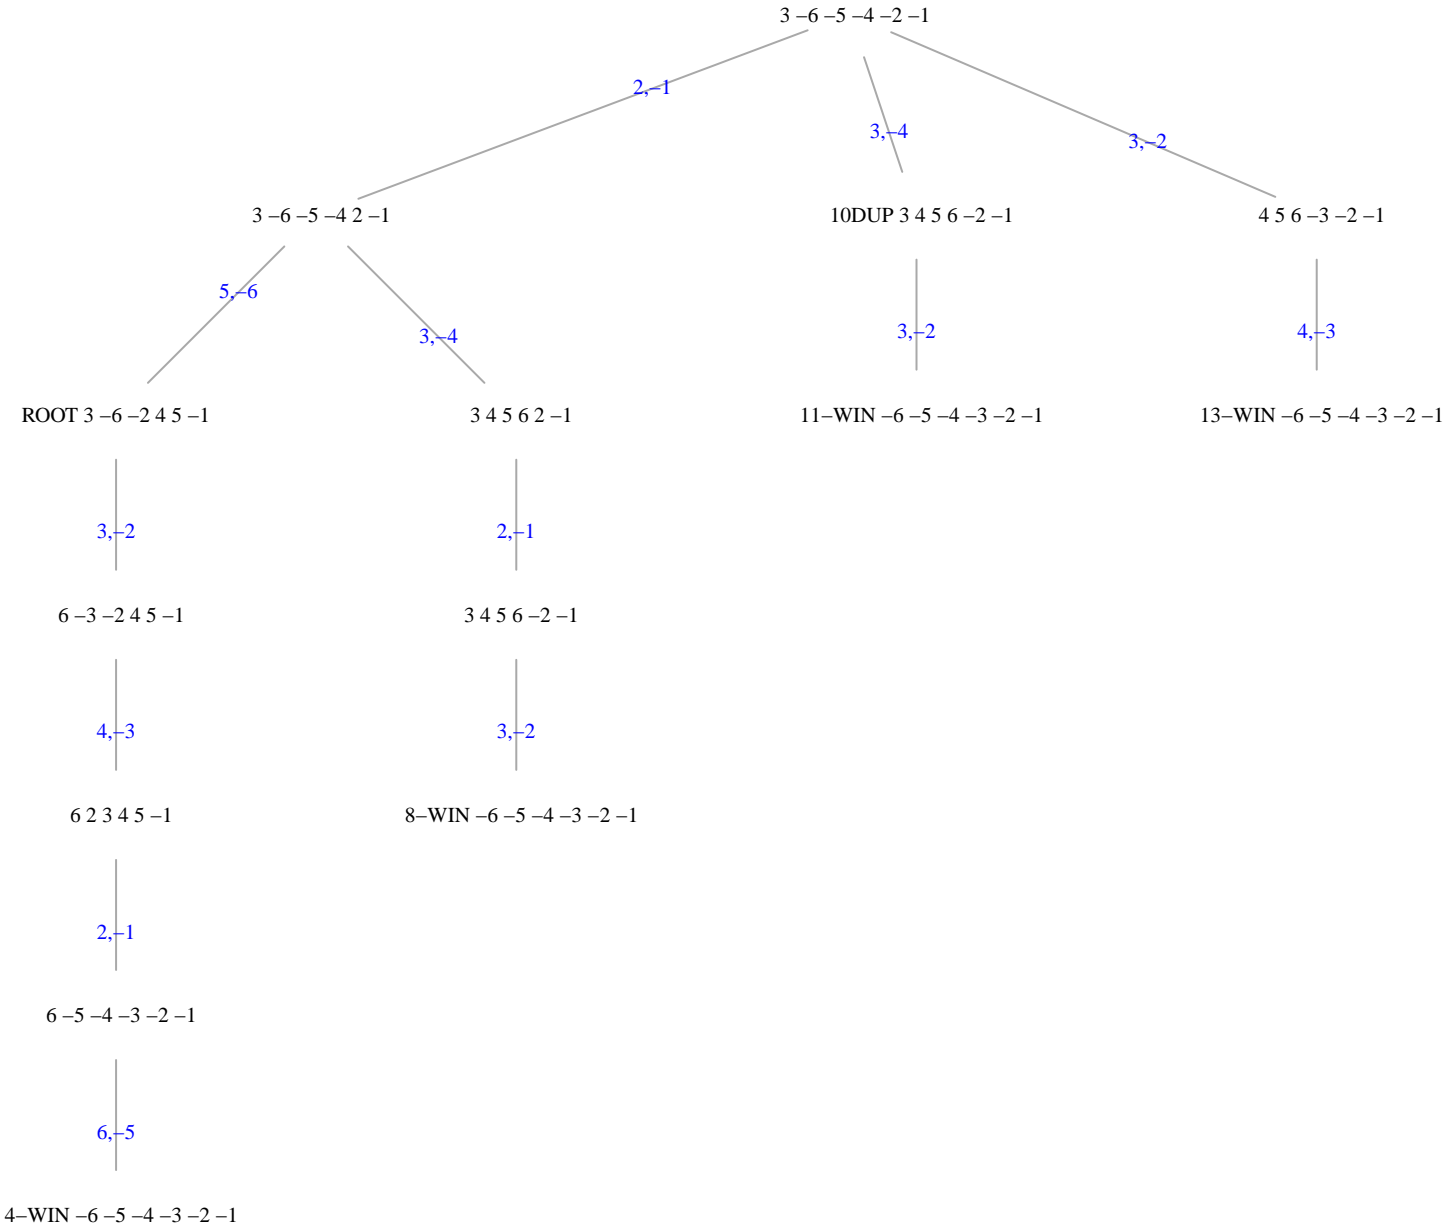 3 –6 –5 –4 –2 –1
2,–1
3,–4
3,–2
3 –6 –5 –4 2 –1
10DUP 3 4 5 6 –2 –1
4 5 6 –3 –2 –1
5,–6
3,–4
3,–2
4,–3
ROOT 3 –6 –2 4 5 –1
3 4 5 6 2 –1
11–WIN –6 –5 –4 –3 –2 –1
13–WIN –6 –5 –4 –3 –2 –1
3,–2
2,–1
6 –3 –2 4 5 –1
3 4 5 6 –2 –1
4,–3
3,–2
6 2 3 4 5 –1
8–WIN –6 –5 –4 –3 –2 –1
2,–1
6 –5 –4 –3 –2 –1
6,–5
4–WIN –6 –5 –4 –3 –2 –1